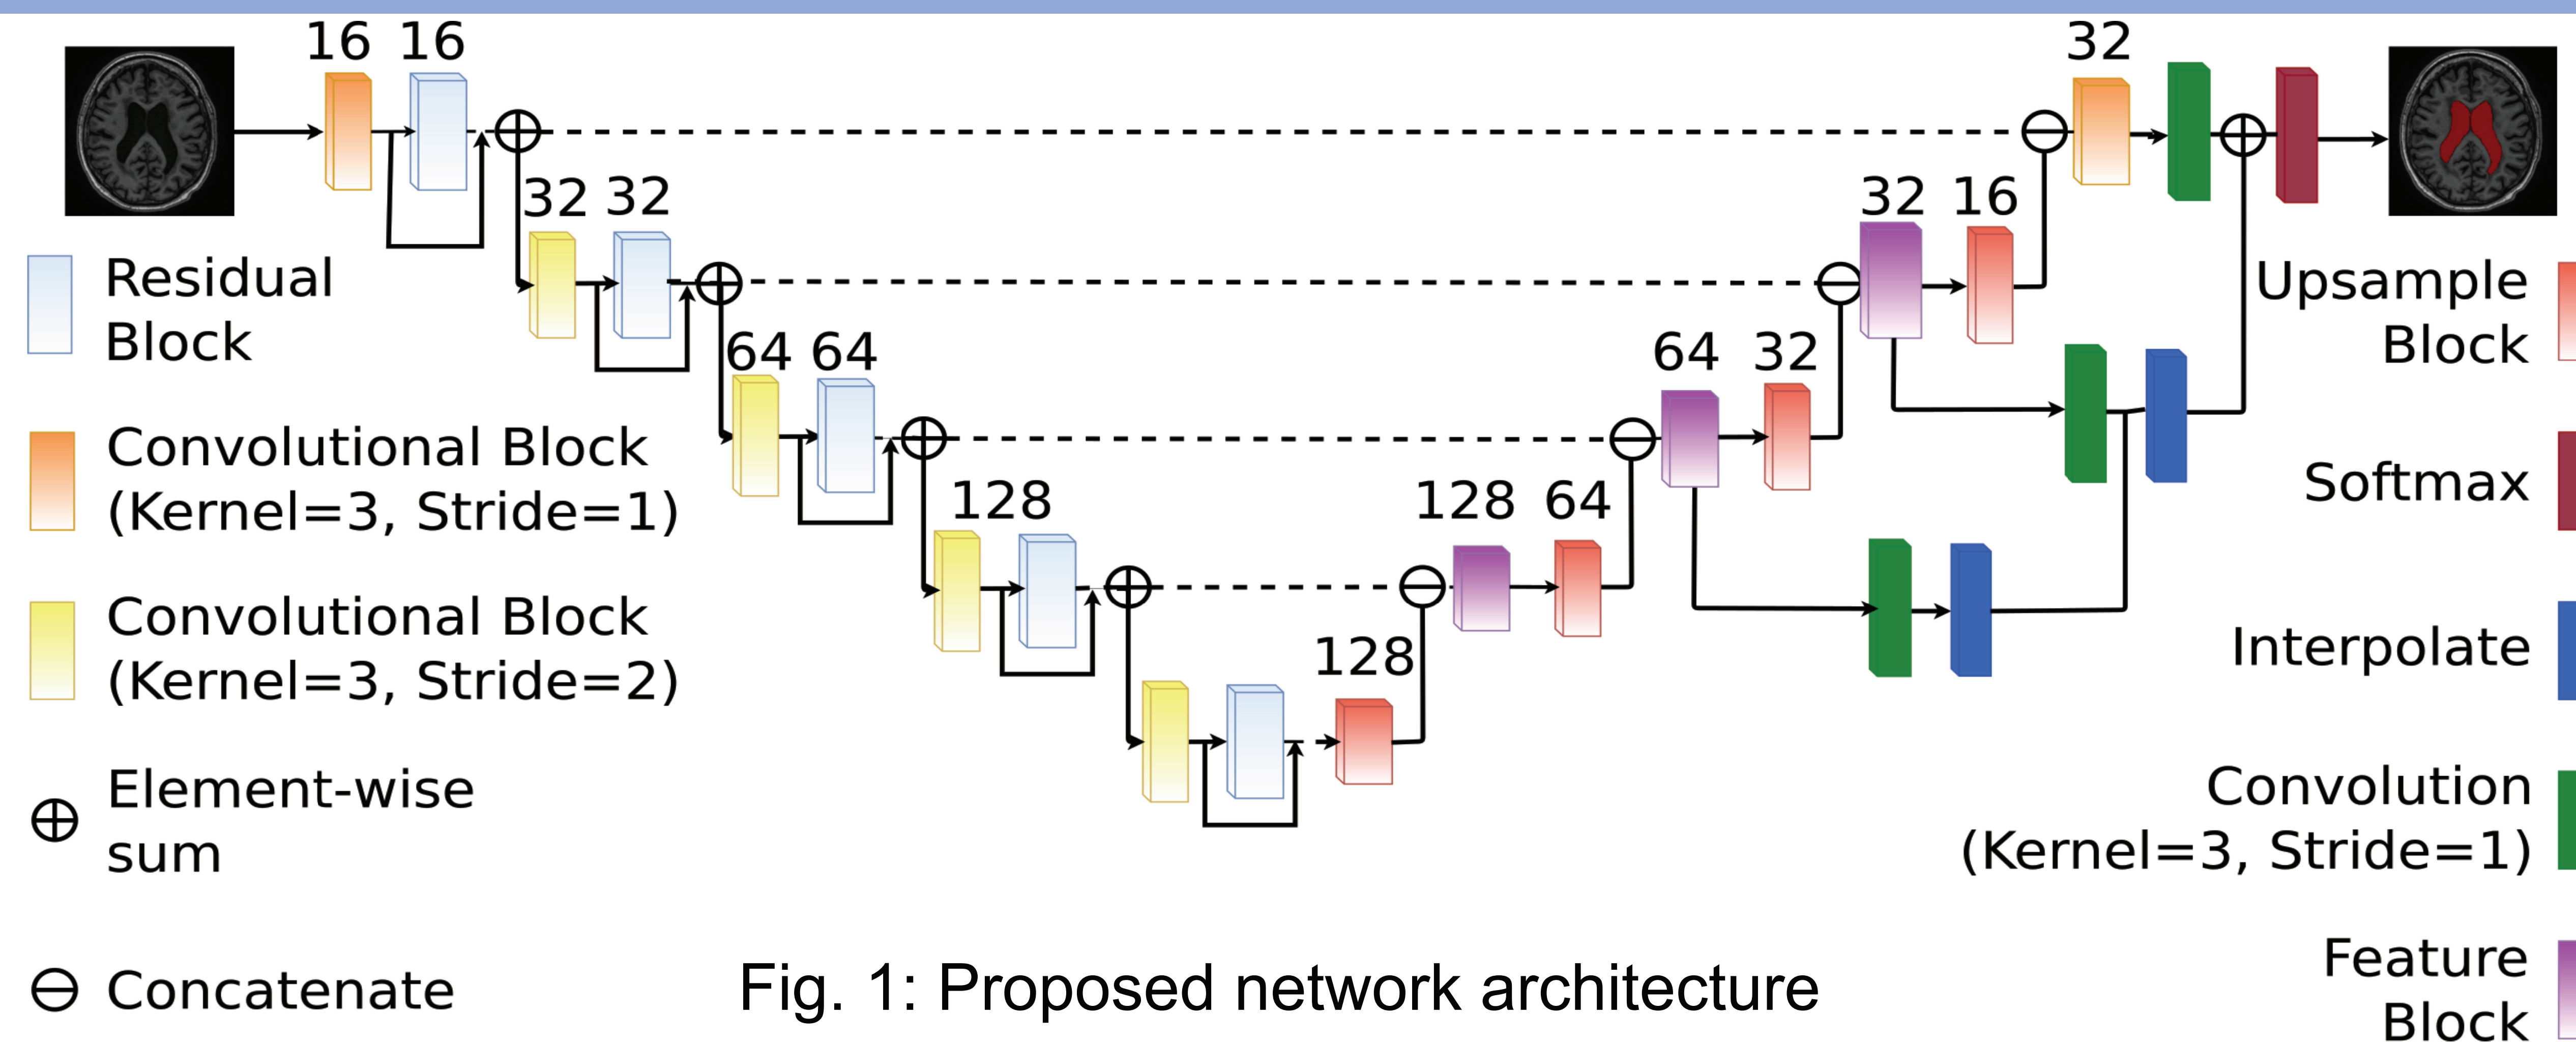 16 16
32
32 32
32 16
64 64
64 32
128
128 64
128
Residual
Block
Convolutional Block
(Kernel=3, Stride=1)
Convolutional Block
(Kernel=3, Stride=2)
Element-wise
sum
Concatenate
Upsample
Block
Softmax
Interpolate
Convolution
(Kernel=3, Stride=1)
Feature
Block
Fig. 1: Proposed network architecture